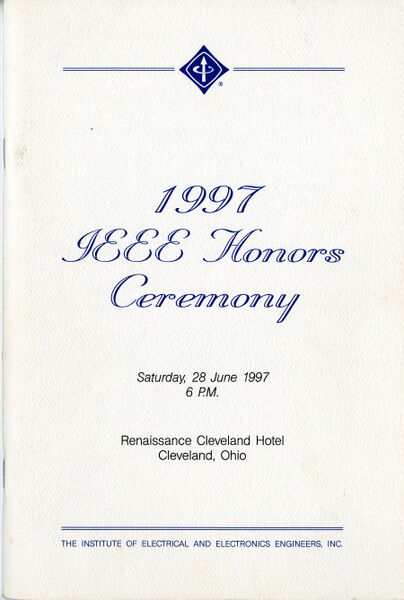 ®
1997
IEEE Honors
Ceremony
Saturday, 28 June 1997
6 P.M.
Renaissance Cleveland Hotel
Cleveland, Ohio
THE INSTITUTE OF ELECTRICAL AND ELECTRONICS ENGINEERS, INC.